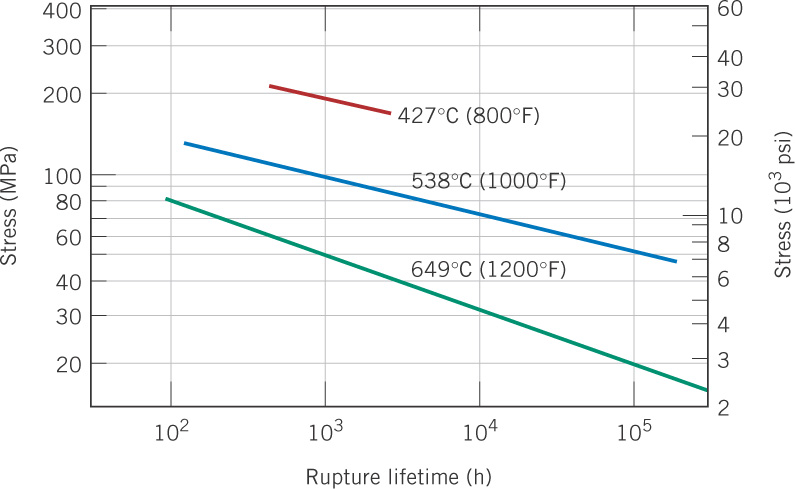 400
300
200
100
80
60
40
30
20
Stress (MPa)
60
40
30
20
10
8
6
4
3
2
Stress (10³ psi)
427°C (800°F)
538°C (1000°F)
649°C (1200°F)
10² 10³ 10⁴ 10⁵
Rupture lifetime (h)